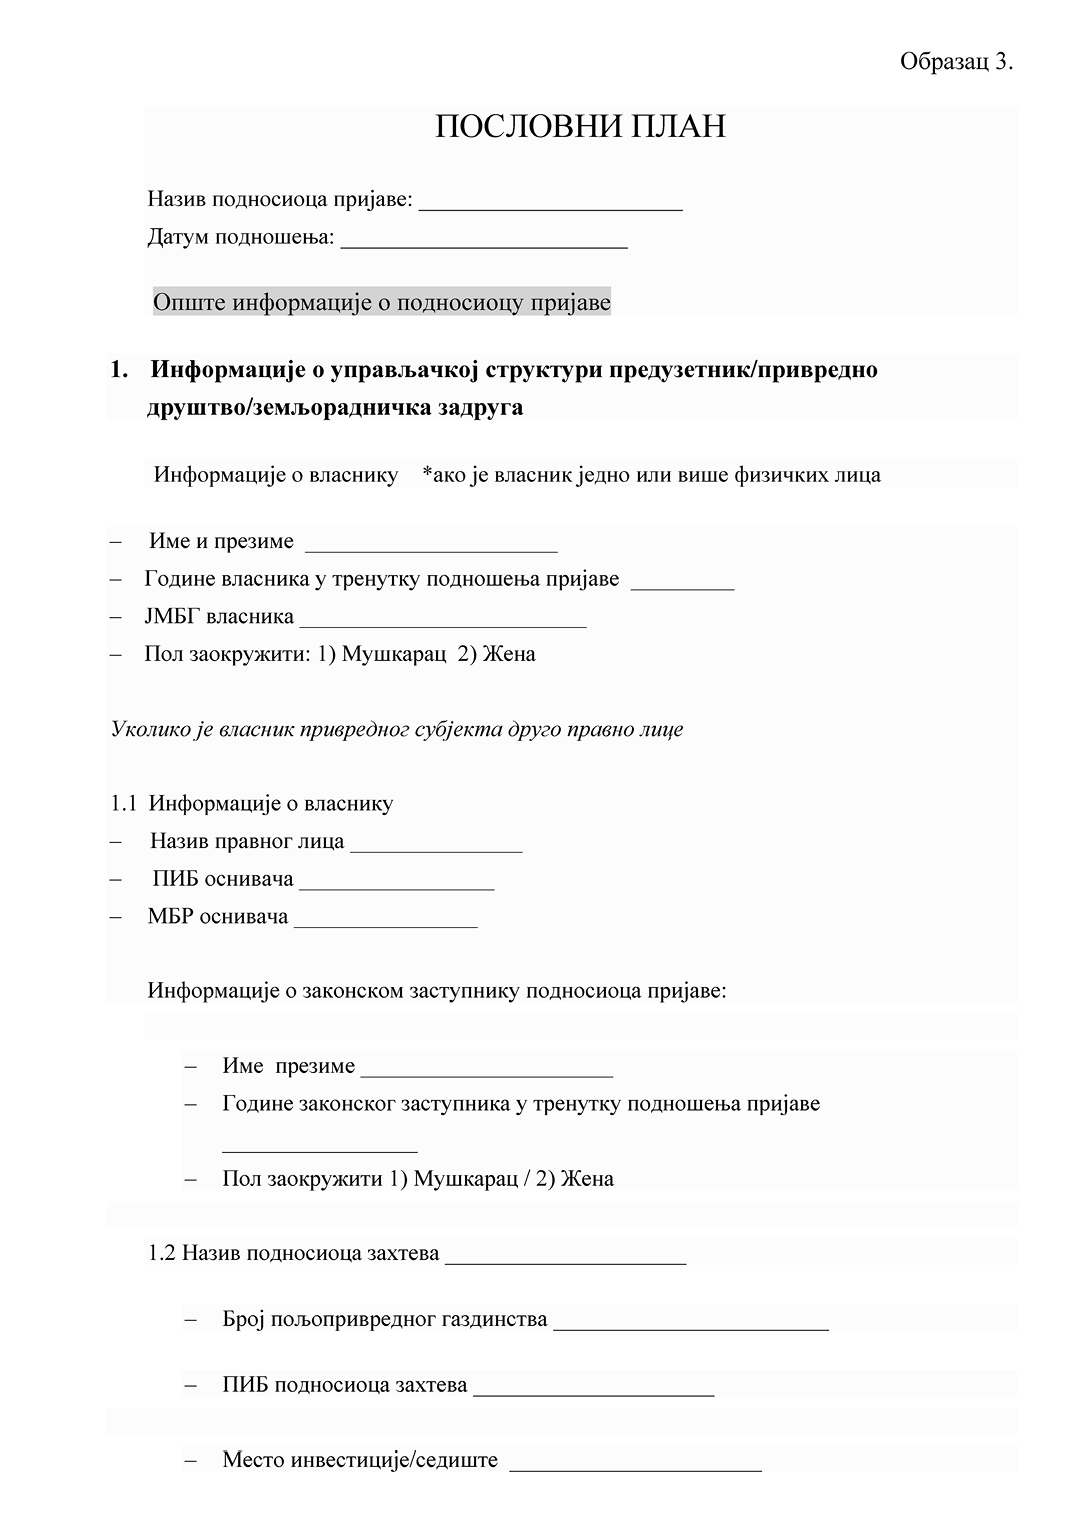 Образац 3.
ПОСЛОВНИ ПЛАН
Назив подносиоца пријаве: _______________________
Датум подношења: _________________________
Опште информације о подносиоцу пријаве
1. Информације о управљачкој структури предузетник/привредно
друштво/земљорадничка задруга
Информације о власнику *ако је власник једно или више физичких лица
– Име и презиме ______________________
– Године власника у тренутку подношења пријаве _________
– ЈМБГ власника _________________________
– Пол заокружити: 1) Мушкарац 2) Жена
Уколико је власник привредног субјекта друго правно лице
1.1 Информације о власнику
– Назив правног лица _______________
– ПИБ оснивача _________________
– МБР оснивача ________________
Информације о законском заступнику подносиоца пријаве:
– Име презиме ______________________
– Године законског заступника у тренутку подношења пријаве
_________________
– Пол заокружити 1) Мушкарац / 2) Жена
1.2 Назив подносиоца захтева _____________________
– Број пољопривредног газдинства ________________________
– ПИБ подносиоца захтева _____________________
– Место инвестиције/седиште ______________________